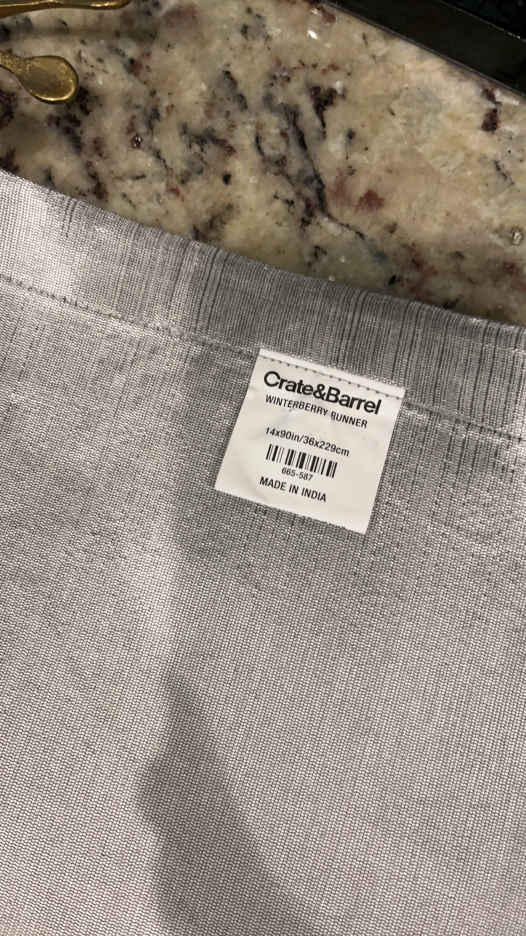 Crate&Barrel
WINTERBERRY RUNNER
14x90in/36x229cm
665-587
MADE IN INDIA